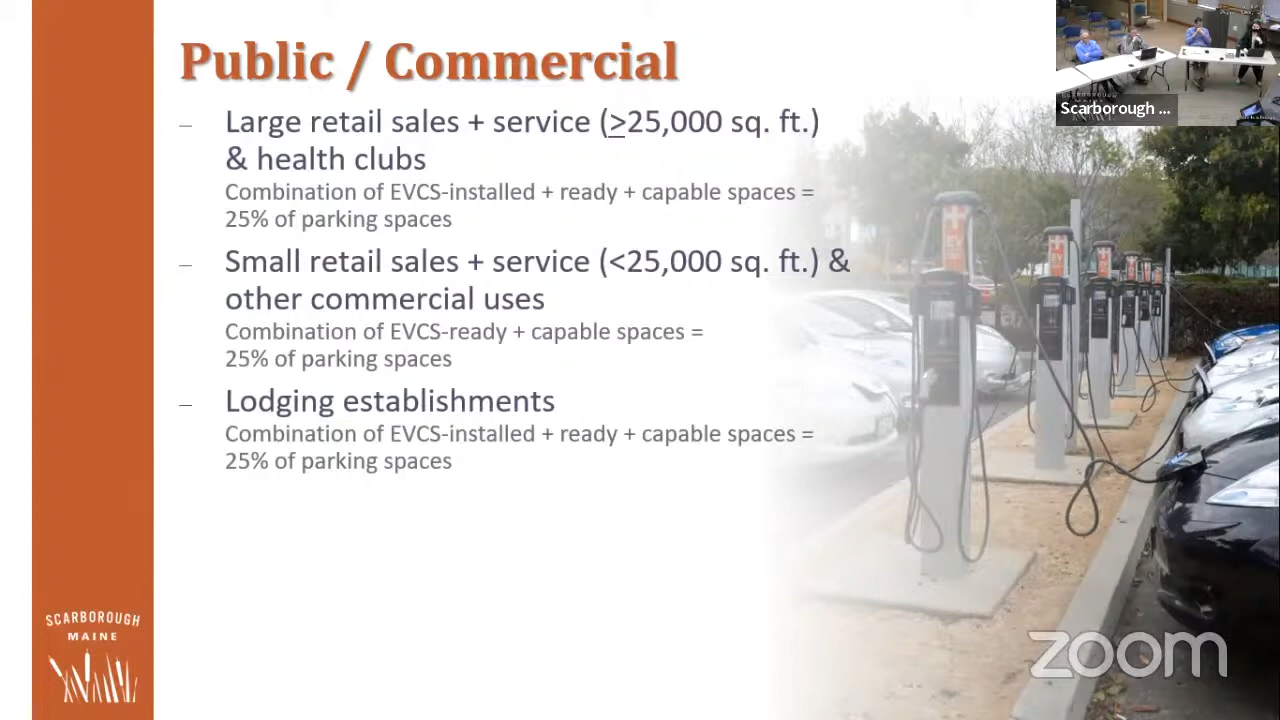 Public / Commercial
Scarborough ...
– Large retail sales + service (≥25,000 sq. ft.)
& health clubs
Combination of EVCS-installed + ready + capable spaces =
25% of parking spaces
– Small retail sales + service (<25,000 sq. ft.) &
other commercial uses
Combination of EVCS-ready + capable spaces =
25% of parking spaces
– Lodging establishments
Combination of EVCS-installed + ready + capable spaces =
25% of parking spaces
EV
EV
SCARBOROUGH
MAINE
zoom